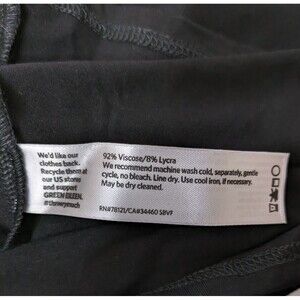 We'd like our
clothes back.
Recycle them at
our US stores
and support
GREEN EILEEN.
92% Viscose/8% Lycra
We recommend machine wash cold, separately, gentle
cycle, no bleach. Line dry. Use cool iron, if necessary.
May be dry cleaned.
RN#78121/CA#34460 SBVF